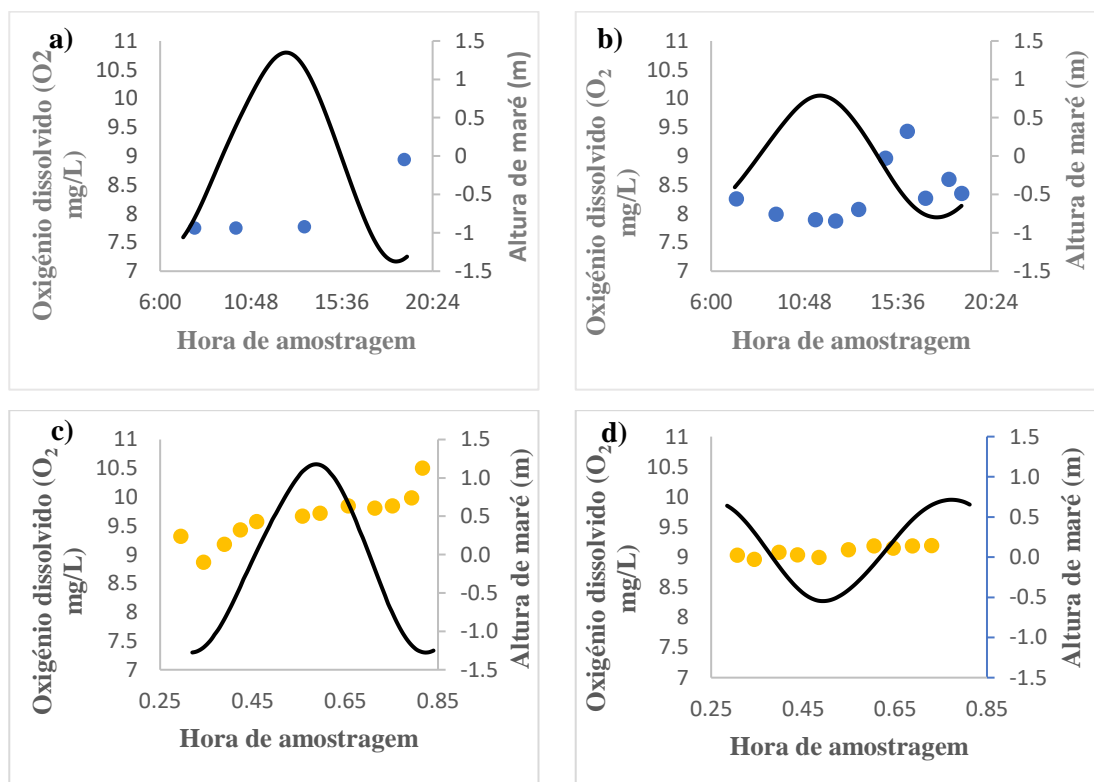 a)
Oxigénio dissolvido (O2
mg/L)
11
10.5
10
9.5
9
8.5
8
7.5
7
1.5
1
0.5
0
-0.5
-1
-1.5
Altura de maré (m)
6:00 10:48 15:36 20:24
Hora de amostragem
b)
Oxigénio dissolvido (O₂
mg/L)
11
10.5
10
9.5
9
8.5
8
7.5
7
1.5
1
0.5
0
-0.5
-1
-1.5
Altura de maré (m)
6:00 10:48 15:36 20:24
Hora de amostragem
c)
Oxigénio dissolvido (O₂
mg/L)
11
10.5
10
9.5
9
8.5
8
7.5
7
1.5
1.0
0.5
0.0
-0.5
-1.0
-1.5
Altura de maré (m)
0.25 0.45 0.65 0.85
Hora de amostragem
d)
Oxigénio dissolvido (O₂
mg/L)
11
10.5
10
9.5
9
8.5
8
7.5
7
1.5
1.0
0.5
0.0
-0.5
-1.0
-1.5
Altura de maré (m)
0.25 0.45 0.65 0.85
Hora de amostragem